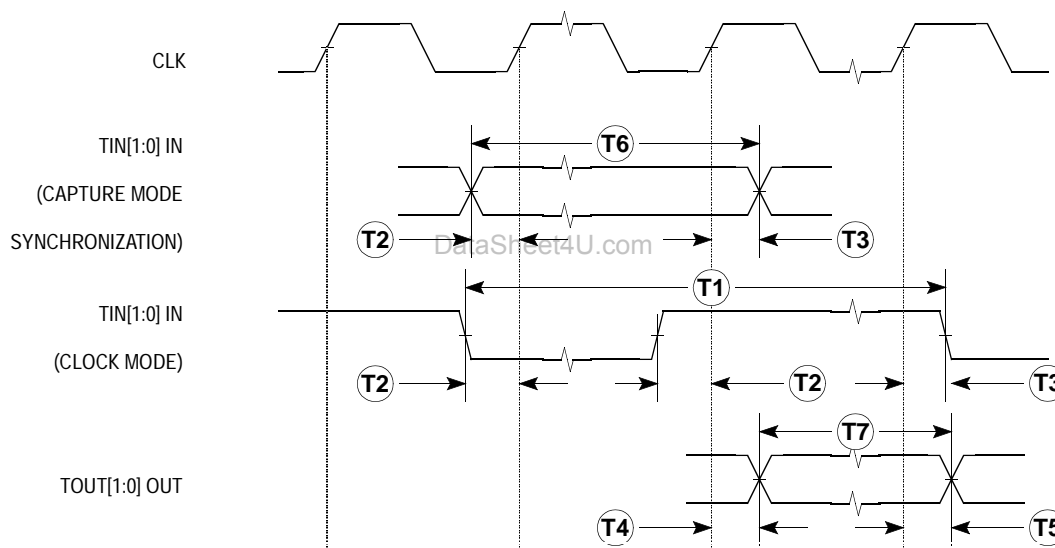 CLK
TIN[1:0] IN
T6
(CAPTURE MODE
SYNCHRONIZATION)
T2
DataSheet4U.com
T3
T1
TIN[1:0] IN
(CLOCK MODE)
T2
T2
T3
T7
TOUT[1:0] OUT
T4
T5